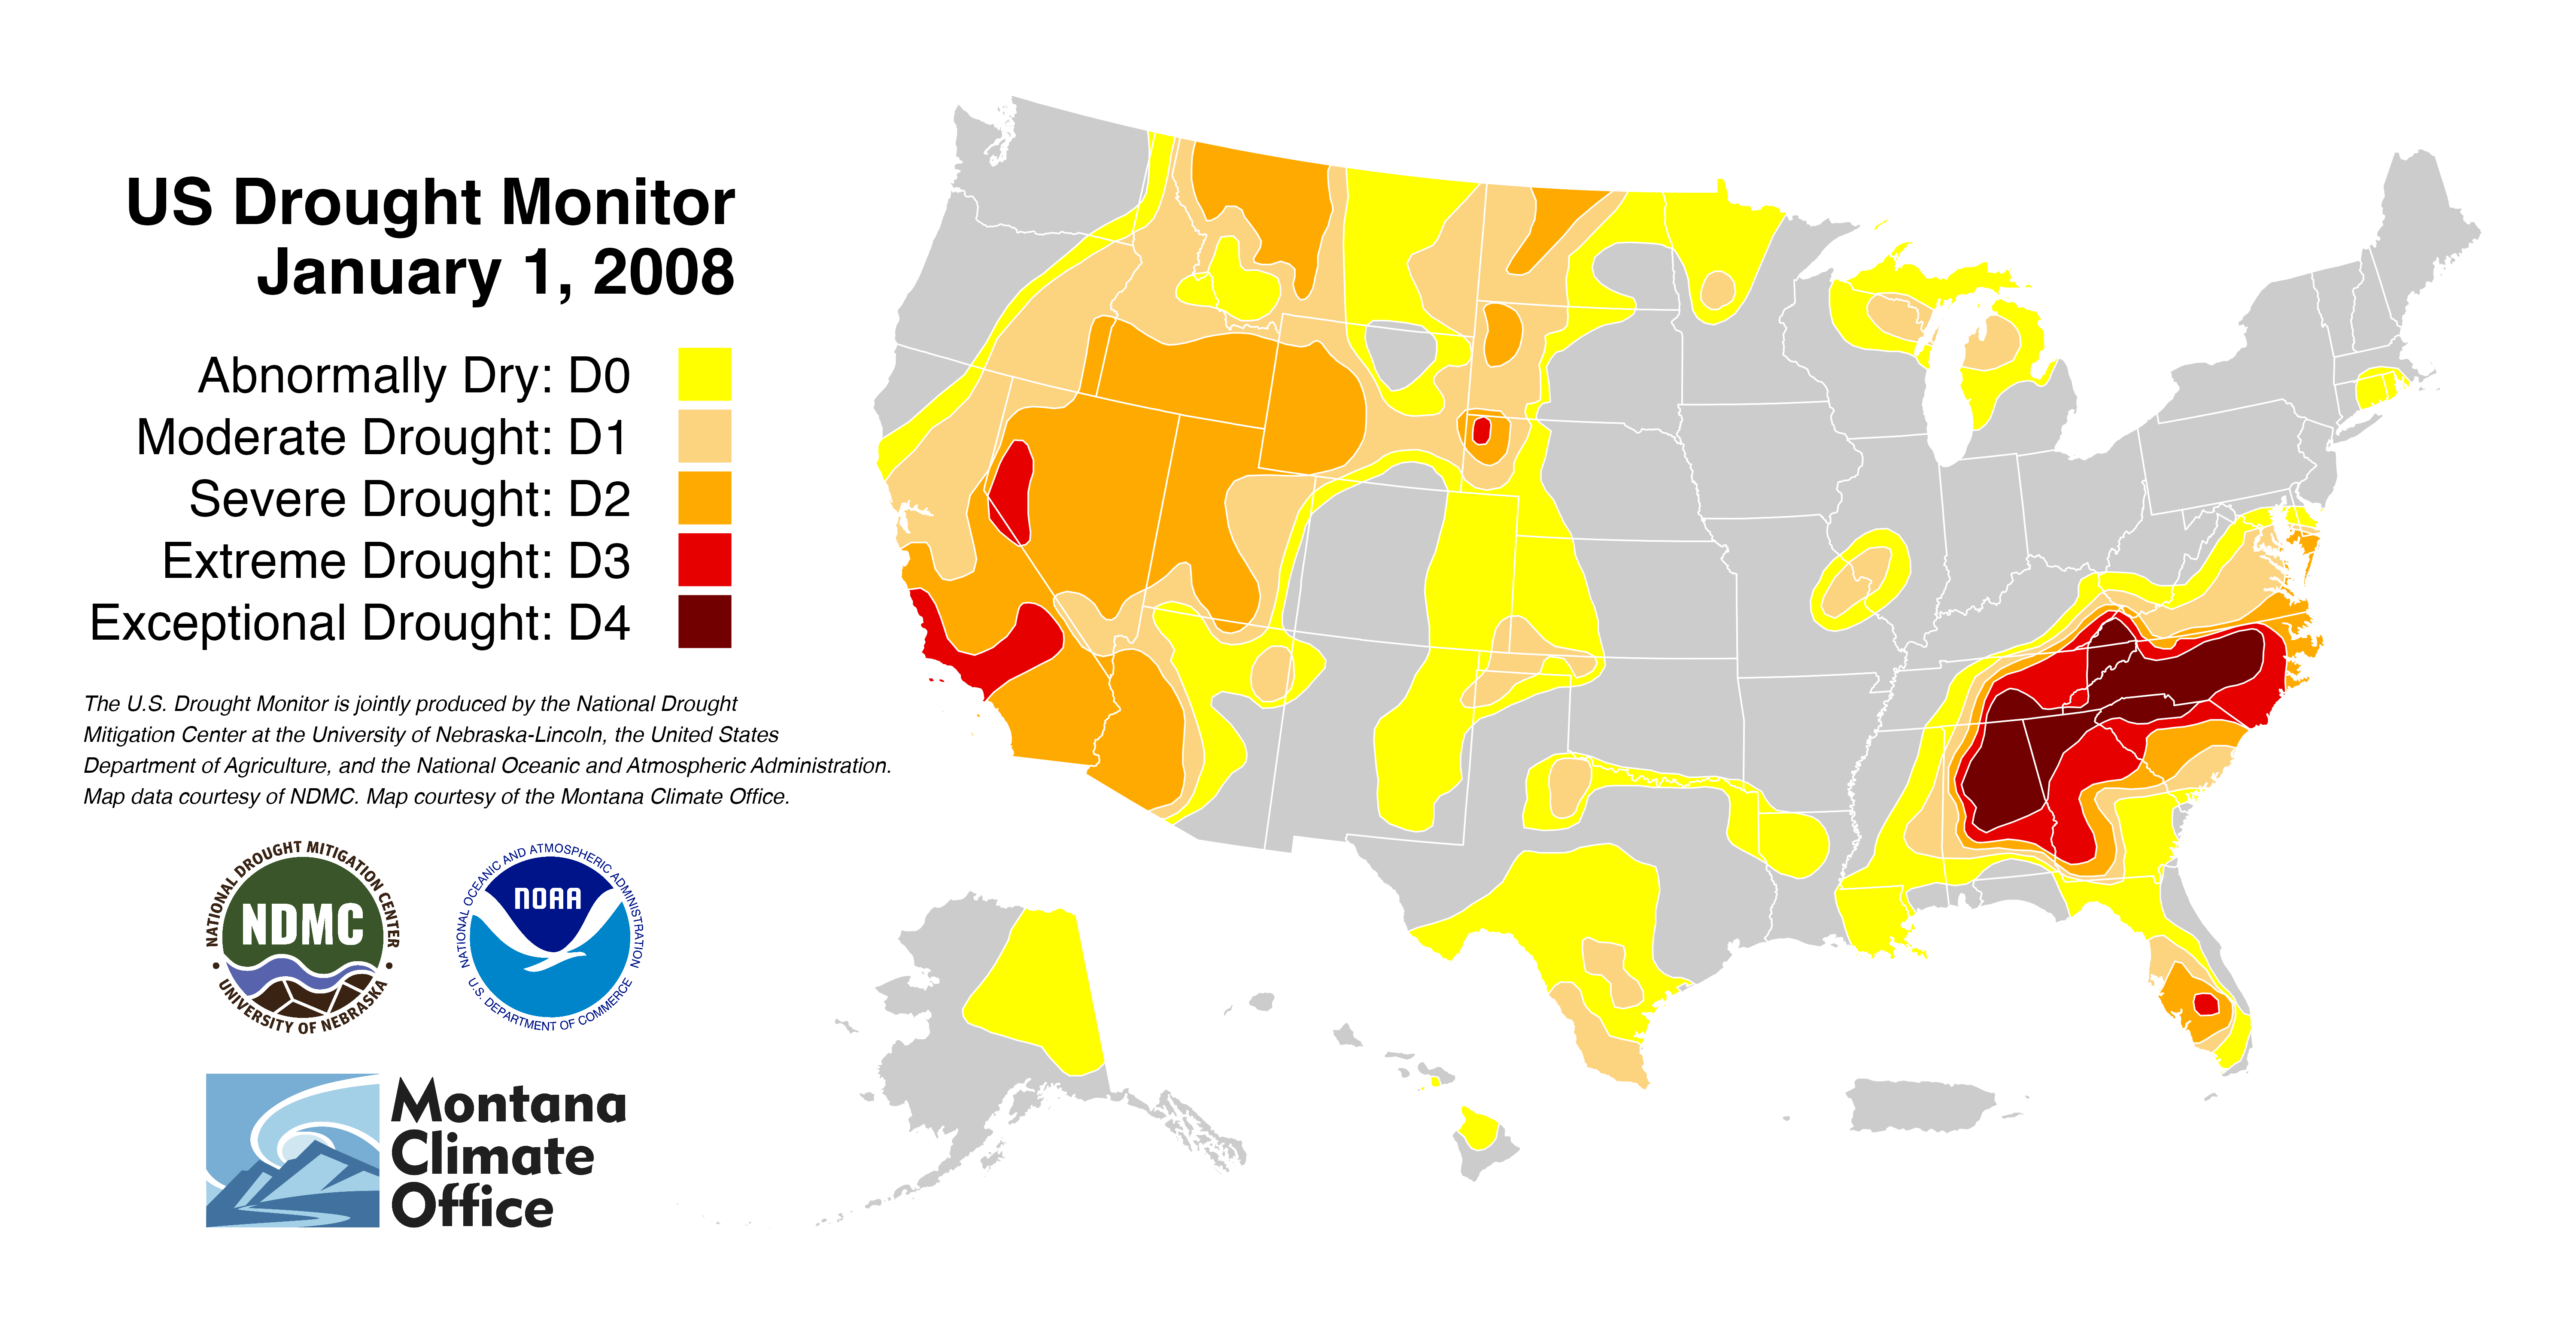 US Drought Monitor
January 1, 2008
Abnormally Dry: D0
Moderate Drought: D1
Severe Drought: D2
Extreme Drought: D3
Exceptional Drought: D4
The U.S. Drought Monitor is jointly produced by the National Drought
Mitigation Center at the University of Nebraska-Lincoln, the United States
Department of Agriculture, and the National Oceanic and Atmospheric Administration.
Map data courtesy of NDMC. Map courtesy of the Montana Climate Office.
NATIONAL DROUGHT MITIGATION CENTER
NDMC
• UNIVERSITY OF NEBRASKA •
NATIONAL OCEANIC AND ATMOSPHERIC ADMINISTRATION
NOAA
U.S. DEPARTMENT OF COMMERCE
Montana
Climate
Office